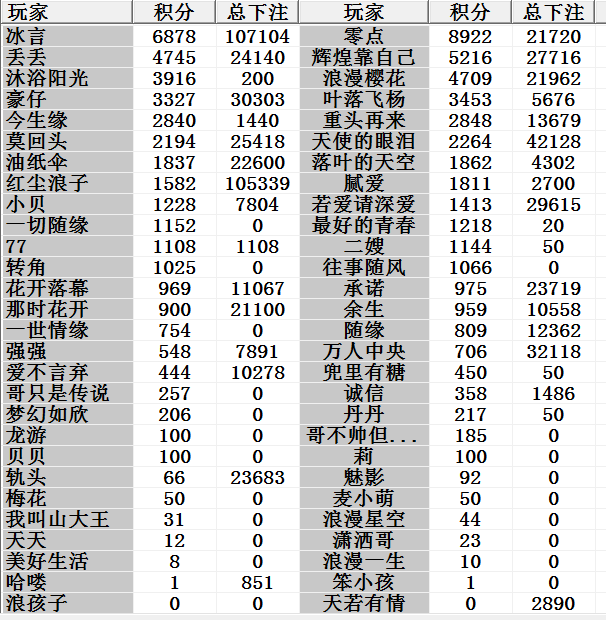 玩家 积分 总下注 玩家 积分 总下注
冰言 6878 107104 零点 8922 21720
丢丢 4745 24140 辉煌靠自己 5216 27716
沐浴阳光 3916 200 浪漫樱花 4709 21962
豪仔 3327 30303 叶落飞杨 3453 5676
今生缘 2840 1440 重头再来 2848 13679
莫回头 2194 25418 天使的眼泪 2264 42128
油纸伞 1837 22600 落叶的天空 1862 4302
红尘浪子 1582 105339 腻爱 1811 2700
小贝 1228 7804 若爱请深爱 1413 29615
一切随缘 1152 0 最好的青春 1218 20
77 1108 1108 二嫂 1144 50
转角 1025 0 往事随风 1066 0
花开落幕 969 11067 承诺 975 23719
那时花开 900 21100 余生 959 10558
一世情缘 754 0 随缘 809 12362
强强 548 7891 万人中央 706 32118
爱不言弃 444 10278 兜里有糖 450 50
哥只是传说 257 0 诚信 358 1486
梦幻如欣 206 0 丹丹 217 50
龙游 100 0 哥不帅但... 185 0
贝贝 100 0 莉 100 0
轨头 66 23683 魅影 92 0
梅花 50 0 麦小萌 50 0
我叫山大王 31 0 浪漫星空 44 0
天天 12 0 潇洒哥 23 0
美好生活 8 0 浪漫一生 10 0
哈喽 1 851 笨小孩 1 0
浪孩子 0 0 天若有情 0 2890